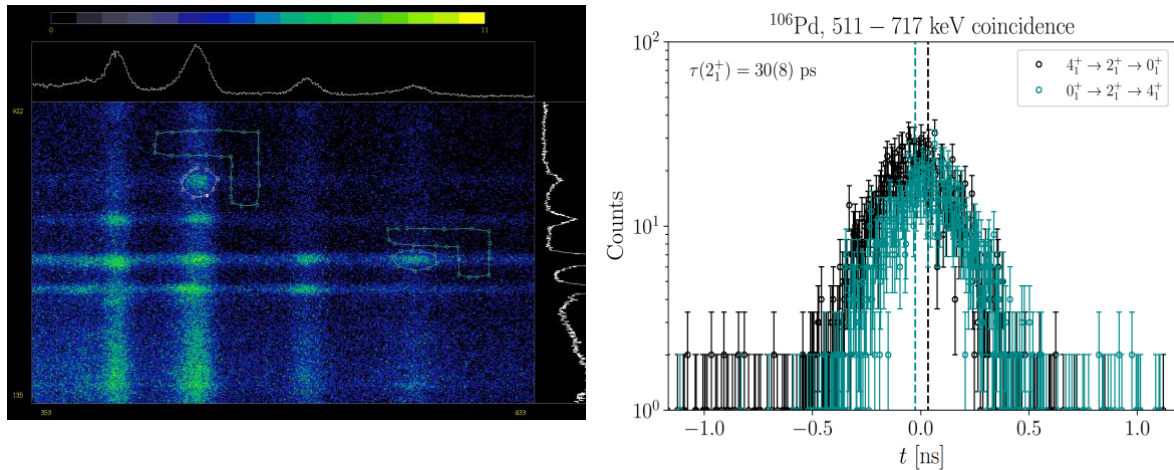 0
11
922
135
353
833
¹⁰⁶Pd, 511 − 717 keV coincidence
τ(2₁⁺) = 30(8) ps
4₁⁺ → 2₁⁺ → 0₁⁺
0₁⁺ → 2₁⁺ → 4₁⁺
Counts
10²
10¹
10⁰
−1.0
−0.5
0.0
0.5
1.0
t [ns]